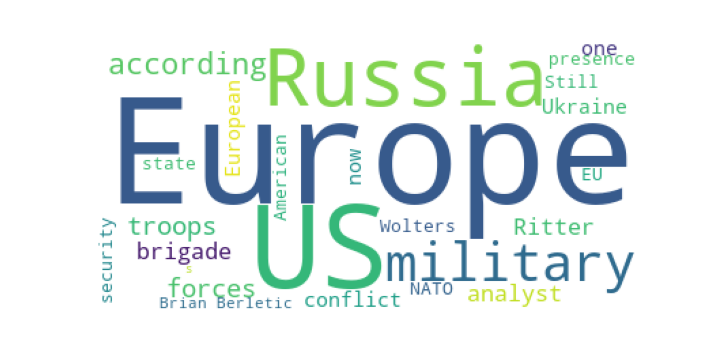 one
according
Russia
presence
Still
Ukraine
European
Europe
American
now
state
EU
US
security
troops
Wolters
Ritter
brigade
military
s
forces
NATO
analyst
Brian Berletic
conflict